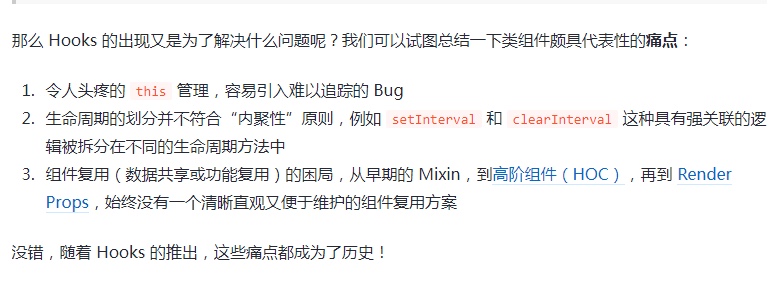 那么 Hooks 的出现又是为了解决什么问题呢？我们可以试图总结一下类组件颇具代表性的痛点：
1. 令人头疼的 this 管理，容易引入难以追踪的 Bug
2. 生命周期的划分并不符合“内聚性”原则，例如 setInterval 和 clearInterval 这种具有强关联的逻
辑被拆分在不同的生命周期方法中
3. 组件复用（数据共享或功能复用）的困局，从早期的 Mixin，到高阶组件（HOC），再到 Render
Props，始终没有一个清晰直观又便于维护的组件复用方案
没错，随着 Hooks 的推出，这些痛点都成为了历史！